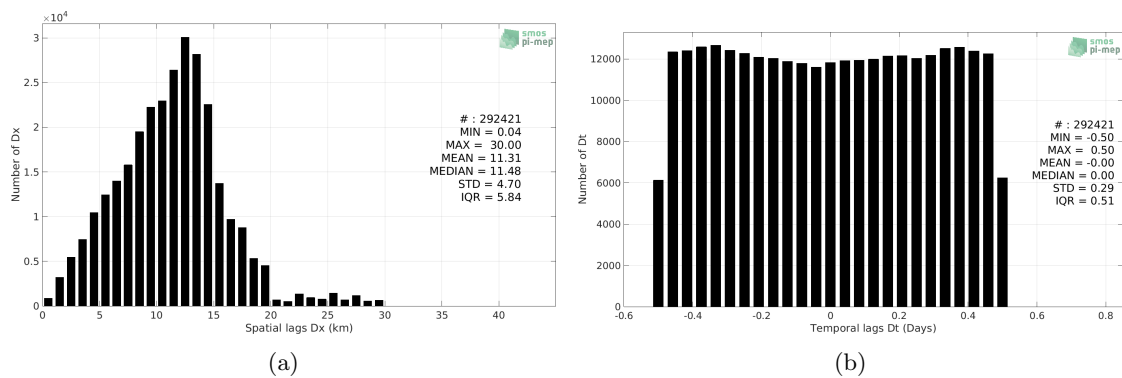 ×10⁴
3
2.5
2
1.5
1
0.5
0
Number of Dx
smos
pi-mep
# : 292421
MIN = 0.04
MAX = 30.00
MEAN = 11.31
MEDIAN = 11.48
STD = 4.70
IQR = 5.84
0 5 10 15 20 25 30 35 40
Spatial lags Dx (km)
(a)
12000
10000
8000
6000
4000
2000
0
Number of Dt
smos
pi-mep
# : 292421
MIN = -0.50
MAX = 0.50
MEAN = -0.00
MEDIAN = 0.00
STD = 0.29
IQR = 0.51
-0.6 -0.4 -0.2 0 0.2 0.4 0.6 0.8
Temporal lags Dt (Days)
(b)